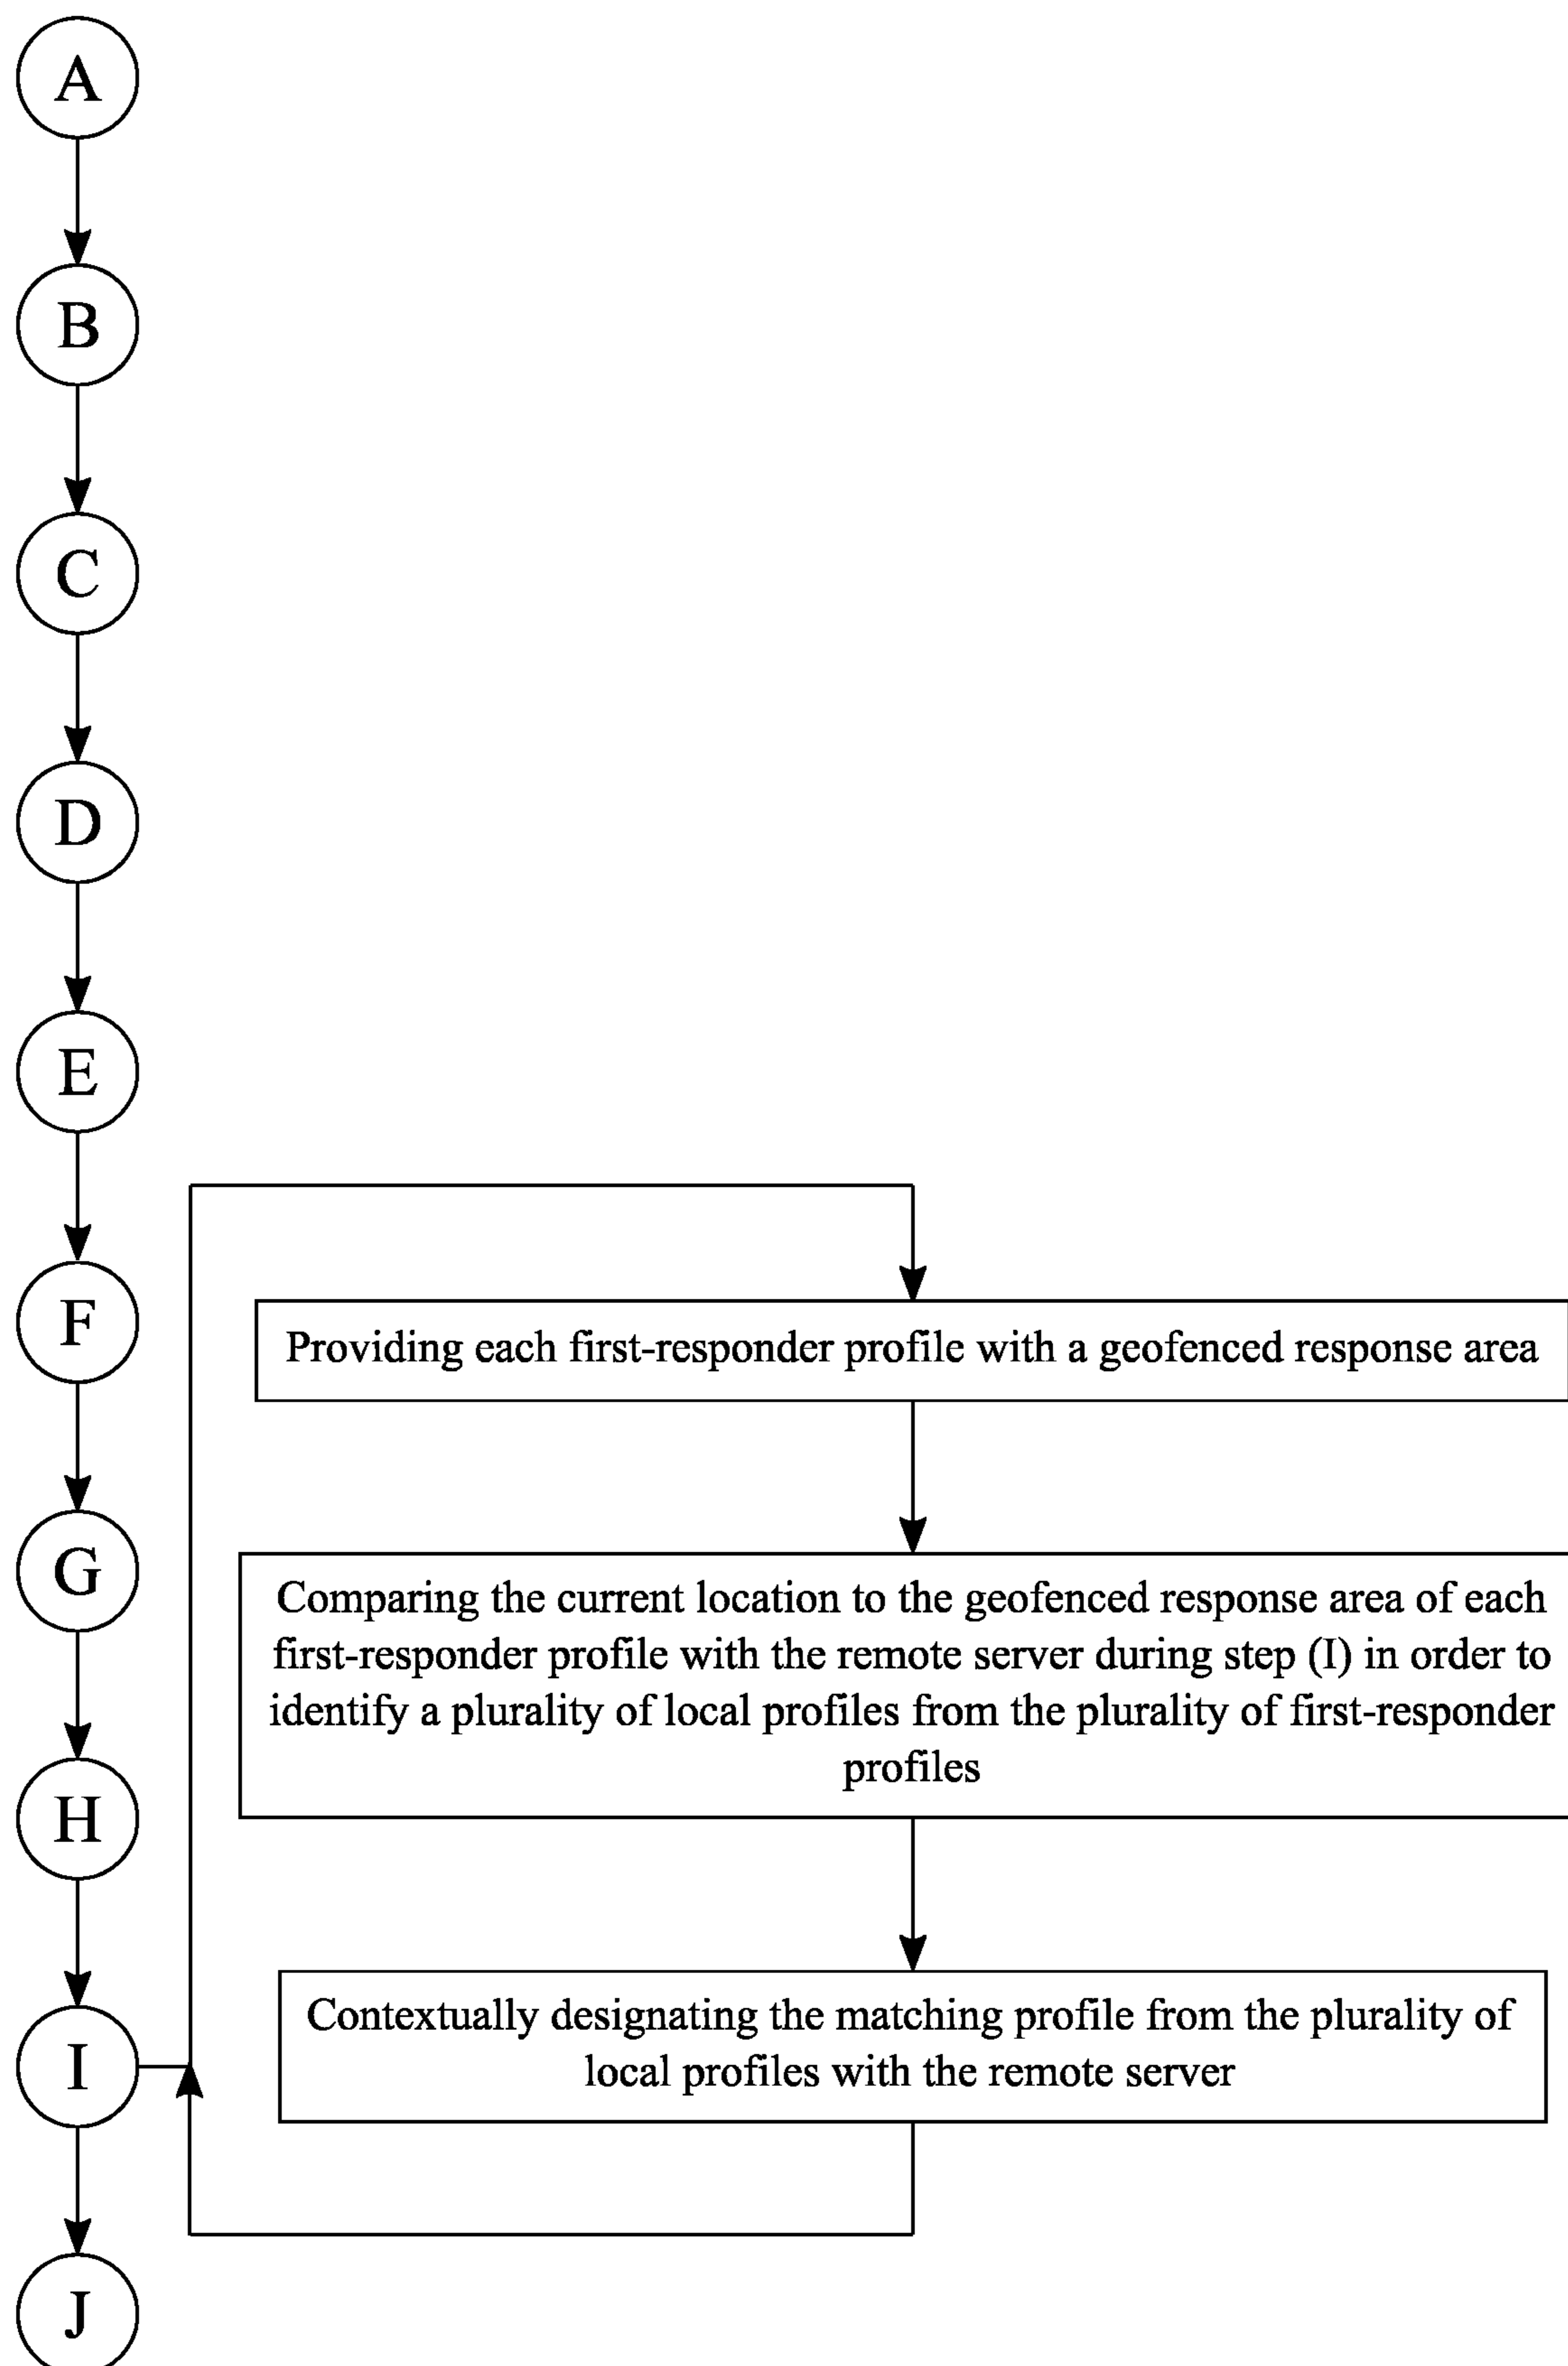 A
B
C
D
E
F
Providing each first-responder profile with a geofenced response area
G
Comparing the current location to the geofenced response area of each
first-responder profile with the remote server during step (I) in order to
identify a plurality of local profiles from the plurality of first-responder
profiles
H
I
Contextually designating the matching profile from the plurality of
local profiles with the remote server
J